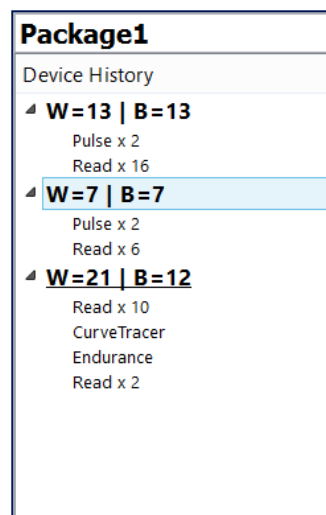 Package1
Device History
W=13 | B=13
Pulse x 2
Read x 16
W=7 | B=7
Pulse x 2
Read x 6
W=21 | B=12
Read x 10
CurveTracer
Endurance
Read x 2